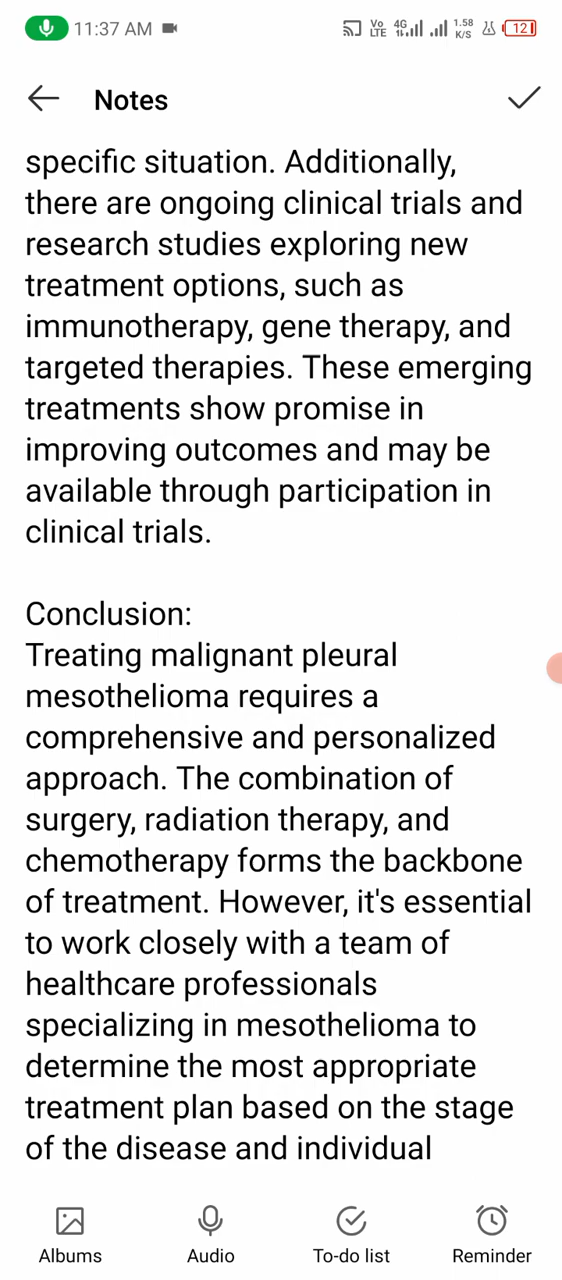 11:37 AM
Vo LTE 4G 1.58 K/S 12
Notes
specific situation. Additionally,
there are ongoing clinical trials and
research studies exploring new
treatment options, such as
immunotherapy, gene therapy, and
targeted therapies. These emerging
treatments show promise in
improving outcomes and may be
available through participation in
clinical trials.
Conclusion:
Treating malignant pleural
mesothelioma requires a
comprehensive and personalized
approach. The combination of
surgery, radiation therapy, and
chemotherapy forms the backbone
of treatment. However, it's essential
to work closely with a team of
healthcare professionals
specializing in mesothelioma to
determine the most appropriate
treatment plan based on the stage
of the disease and individual
Albums Audio To-do list Reminder